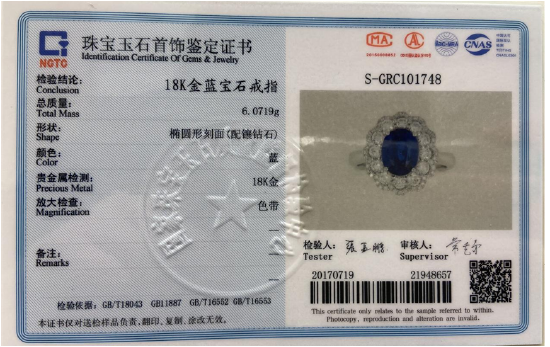 NGTC
珠宝玉石首饰鉴定证书
Identification Certificate Of Gems & Jewelry
MA
CNAS
检验结论: 18K金蓝宝石戒指
Conclusion
总质量: 6.0719g
Total Mass
形状: 椭圆形刻面(配镶钻石)
Shape
颜色: 蓝
Color
贵金属检测: 18K金
Precious Metal
放大检查: 色带
Magnification
—
备注: —
Remarks
—
检验依据: GB/T18043 GB11887 GB/T16552 GB/T16553
本证书仅对送检样品负责,翻印、复制、涂改无效。
S-GRC101748
检验人: 审核人:
Tester Supervisor
20170719 21948657
This certificate only relates to the sample referred to within.
Photocopy, reproduction and alteration are invalid.